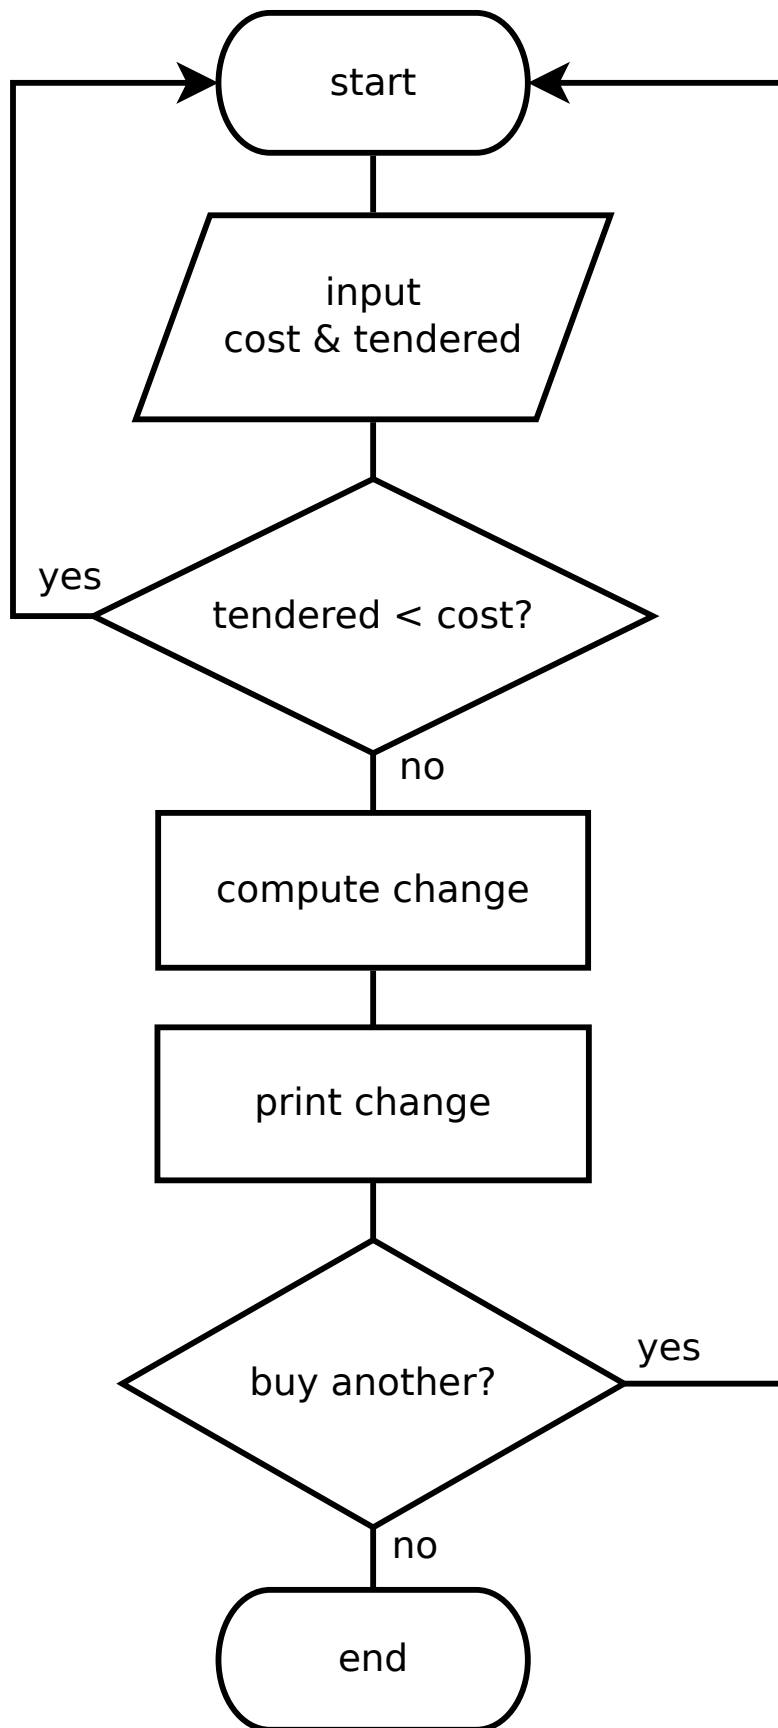 start
input
cost & tendered
yes
tendered < cost?
no
compute change
print change
yes
buy another?
no
end